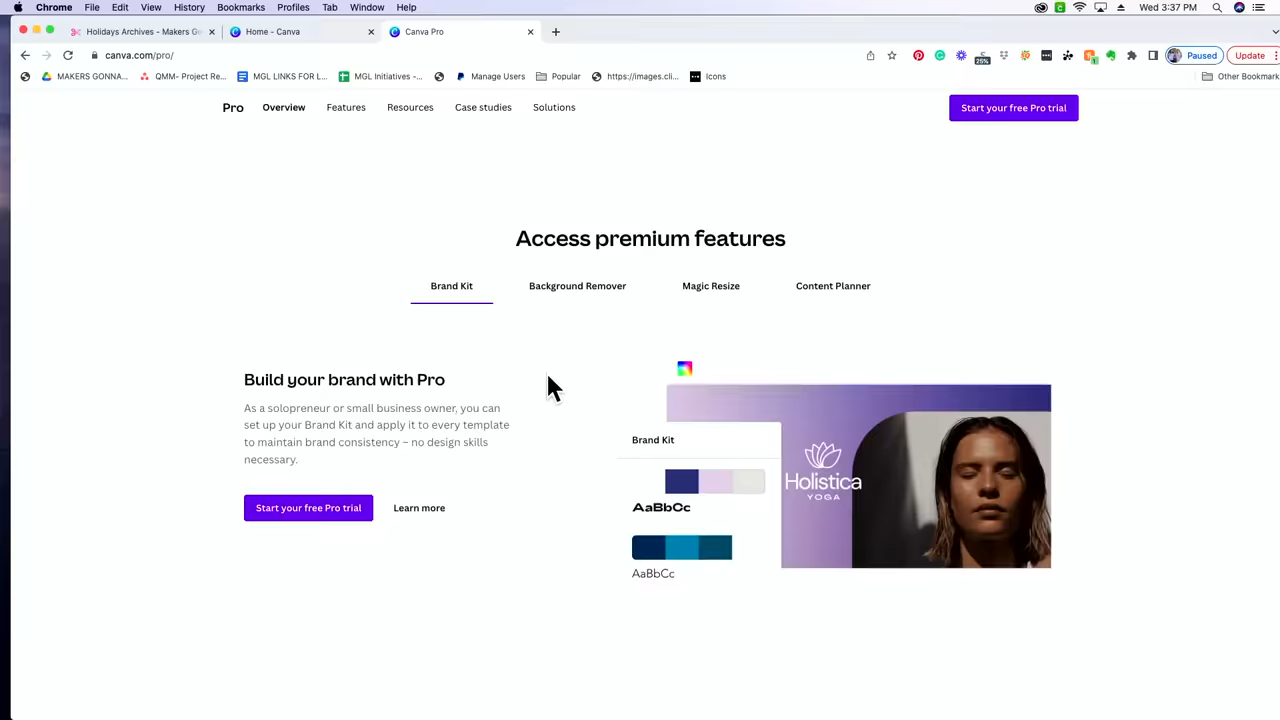 Chrome File Edit View History Bookmarks Profiles Tab Window Help Wed 3:37 PM
Holidays Archives - Makers Go Home - Canva Canva Pro
canva.com/pro/ 25% 1 Paused Update
MAKERS GONNA... QMM- Project Re... MGL LINKS FOR L... MGL Initiatives -... Manage Users Popular https://images.cli... Icons Other Bookmark
Pro Overview Features Resources Case studies Solutions Start your free Pro trial
Access premium features
Brand Kit Background Remover Magic Resize Content Planner
Build your brand with Pro
As a solopreneur or small business owner, you can
set up your Brand Kit and apply it to every template
to maintain brand consistency – no design skills
necessary.
Start your free Pro trial Learn more
Brand Kit
AaBbCc
AaBbCc
Holistica
YOGA